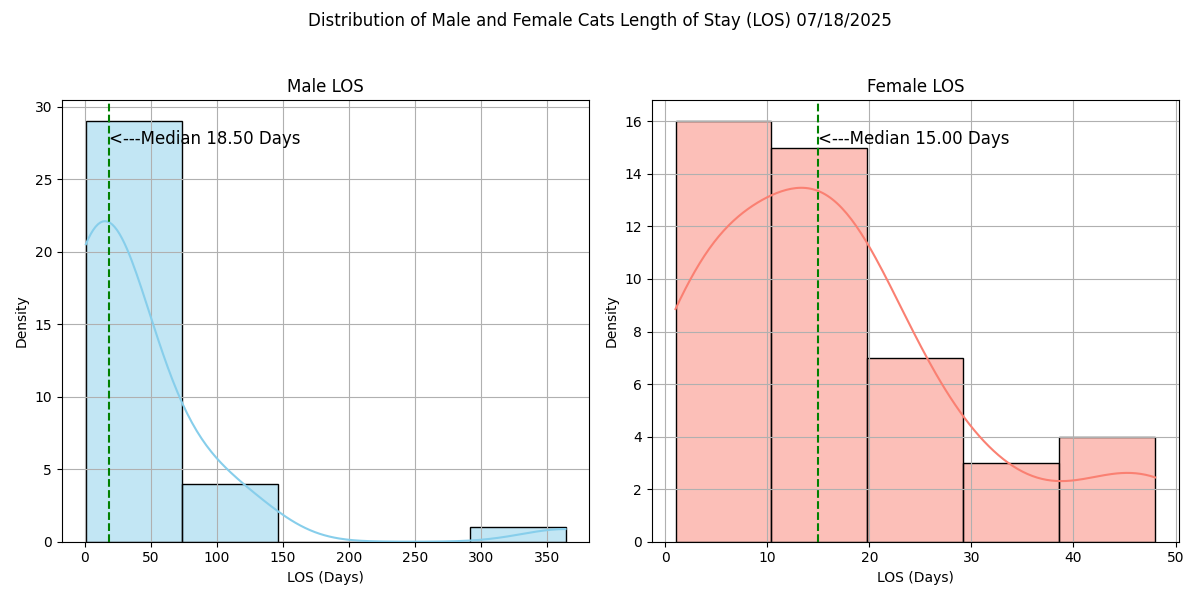 Distribution of Male and Female Cats Length of Stay (LOS) 07/18/2025
Male LOS
30
25
20
15
10
5
0
Density
<---Median 18.50 Days
0 50 100 150 200 250 300 350
LOS (Days)
Female LOS
16
14
12
10
8
6
4
2
0
Density
<---Median 15.00 Days
0 10 20 30 40 50
LOS (Days)